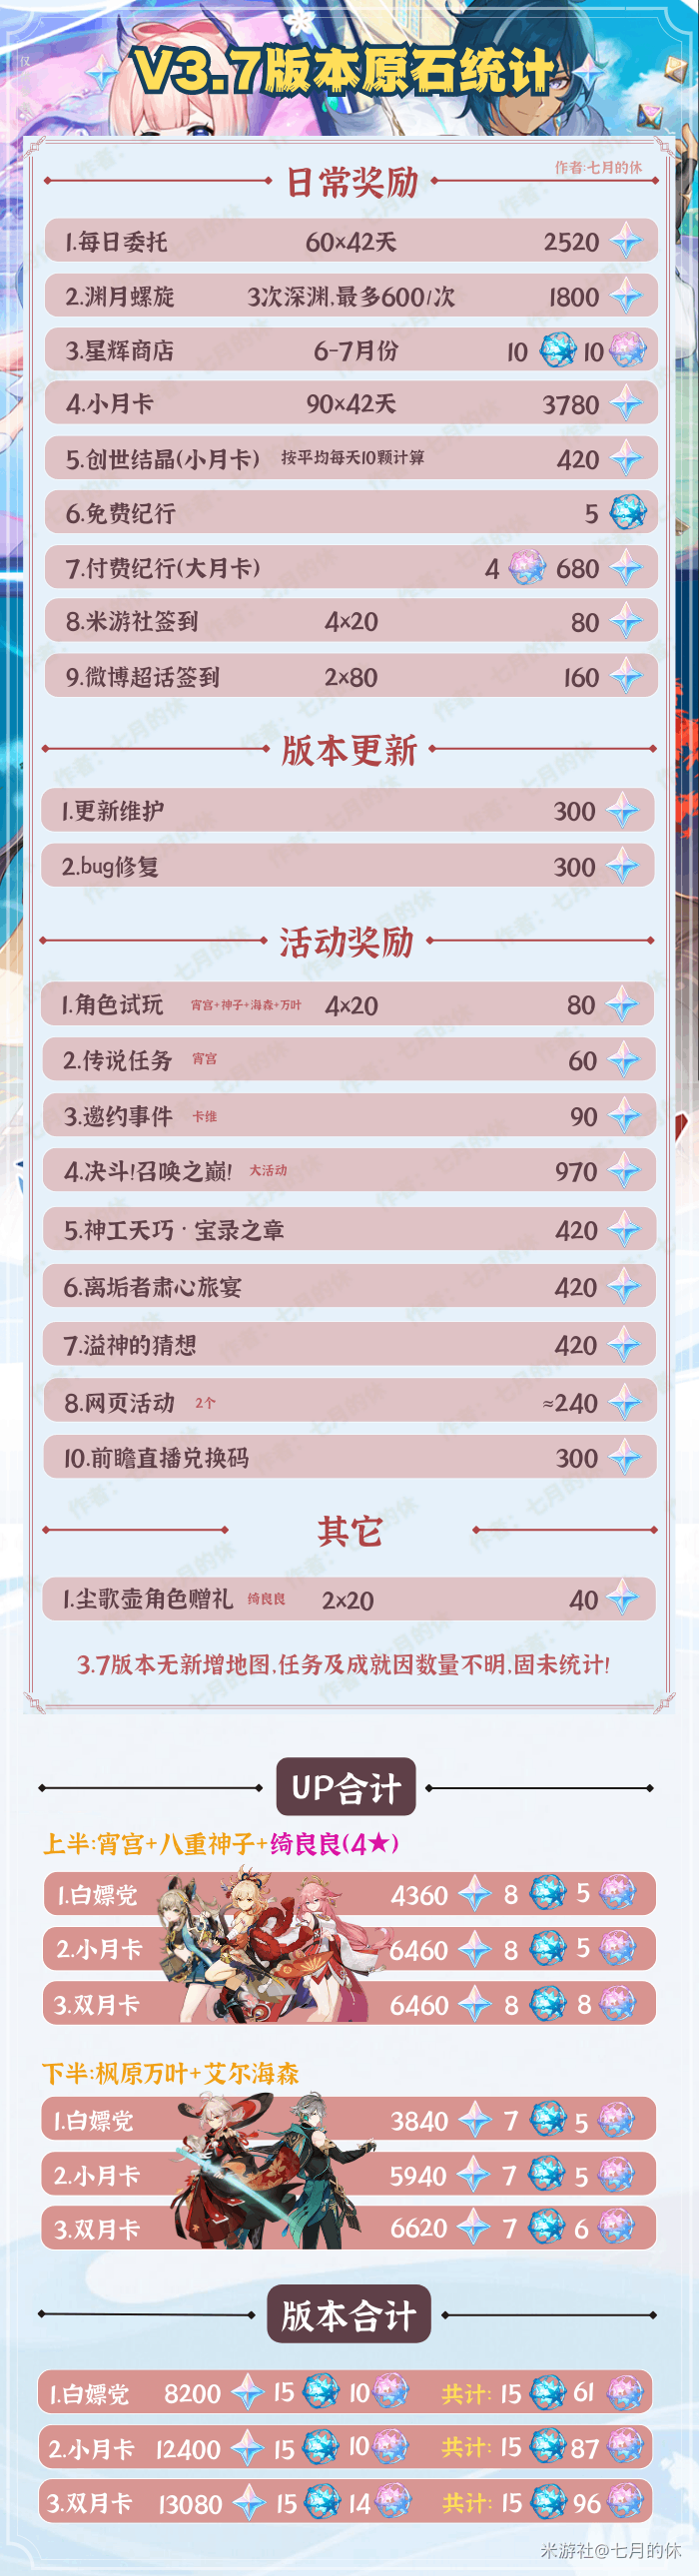 V3.7版本原石统计
仅
作者:七月的休
日常奖励
1.每日委托 60×42天 2520
2.渊月螺旋 3次深渊,最多600/次 1800
3.星辉商店 6-7月份 10 10
4.小月卡 90×42天 3780
5.创世结晶(小月卡) 按平均每天10颗计算 420
6.免费纪行 5
7.付费纪行(大月卡) 4 680
8.米游社签到 4×20 80
9.微博超话签到 2×80 160
版本更新
1.更新维护 300
2.bug修复 300
活动奖励
1.角色试玩 宵宫+神子+海森+万叶 4×20 80
2.传说任务 宵宫 60
3.邀约事件 卡维 90
4.决斗!召唤之巅! 大活动 970
5.神工天巧·宝录之章 420
6.离垢者肃心旅宴 420
7.溢神的猜想 420
8.网页活动 2个 ≈240
10.前瞻直播兑换码 300
其它
1.尘歌壶角色赠礼 绮良良 2×20 40
3.7版本无新增地图,任务及成就因数量不明,固未统计!
UP合计
上半:宵宫+八重神子+绮良良(4★)
1.白嫖党 4360 8 5
2.小月卡 6460 8 5
3.双月卡 6460 8 8
下半:枫原万叶+艾尔海森
1.白嫖党 3840 7 5
2.小月卡 5940 7 5
3.双月卡 6620 7 6
版本合计
1.白嫖党 8200 15 10 共计: 15 61
2.小月卡 12400 15 10 共计: 15 87
3.双月卡 13080 15 14 共计: 15 96
米游社@七月的休